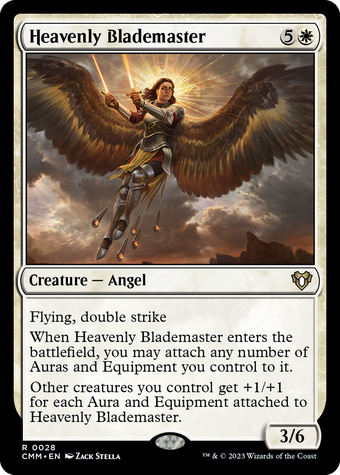 Heavenly Blademaster 5
Creature — Angel
Flying, double strike
When Heavenly Blademaster enters the
battlefield, you may attach any number of
Auras and Equipment you control to it.
Other creatures you control get +1/+1
for each Aura and Equipment attached to
Heavenly Blademaster.
3/6
R 0028
CMM • EN ZACK STELLA
™ & © 2023 Wizards of the Coast